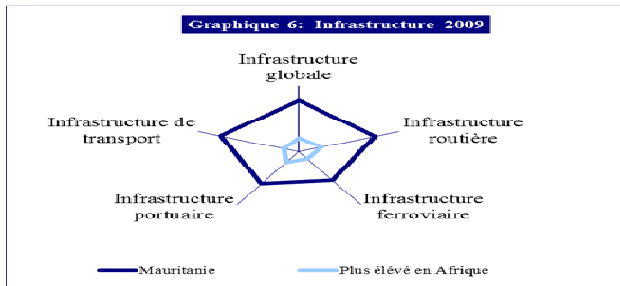 Graphique 6: Infrastructure 2009
Infrastructure
globale
Infrastructure de
transport
Infrastructure
routière
Infrastructure
portuaire
Infrastructure
ferroviaire
Mauritanie
Plus élévé en Afrique